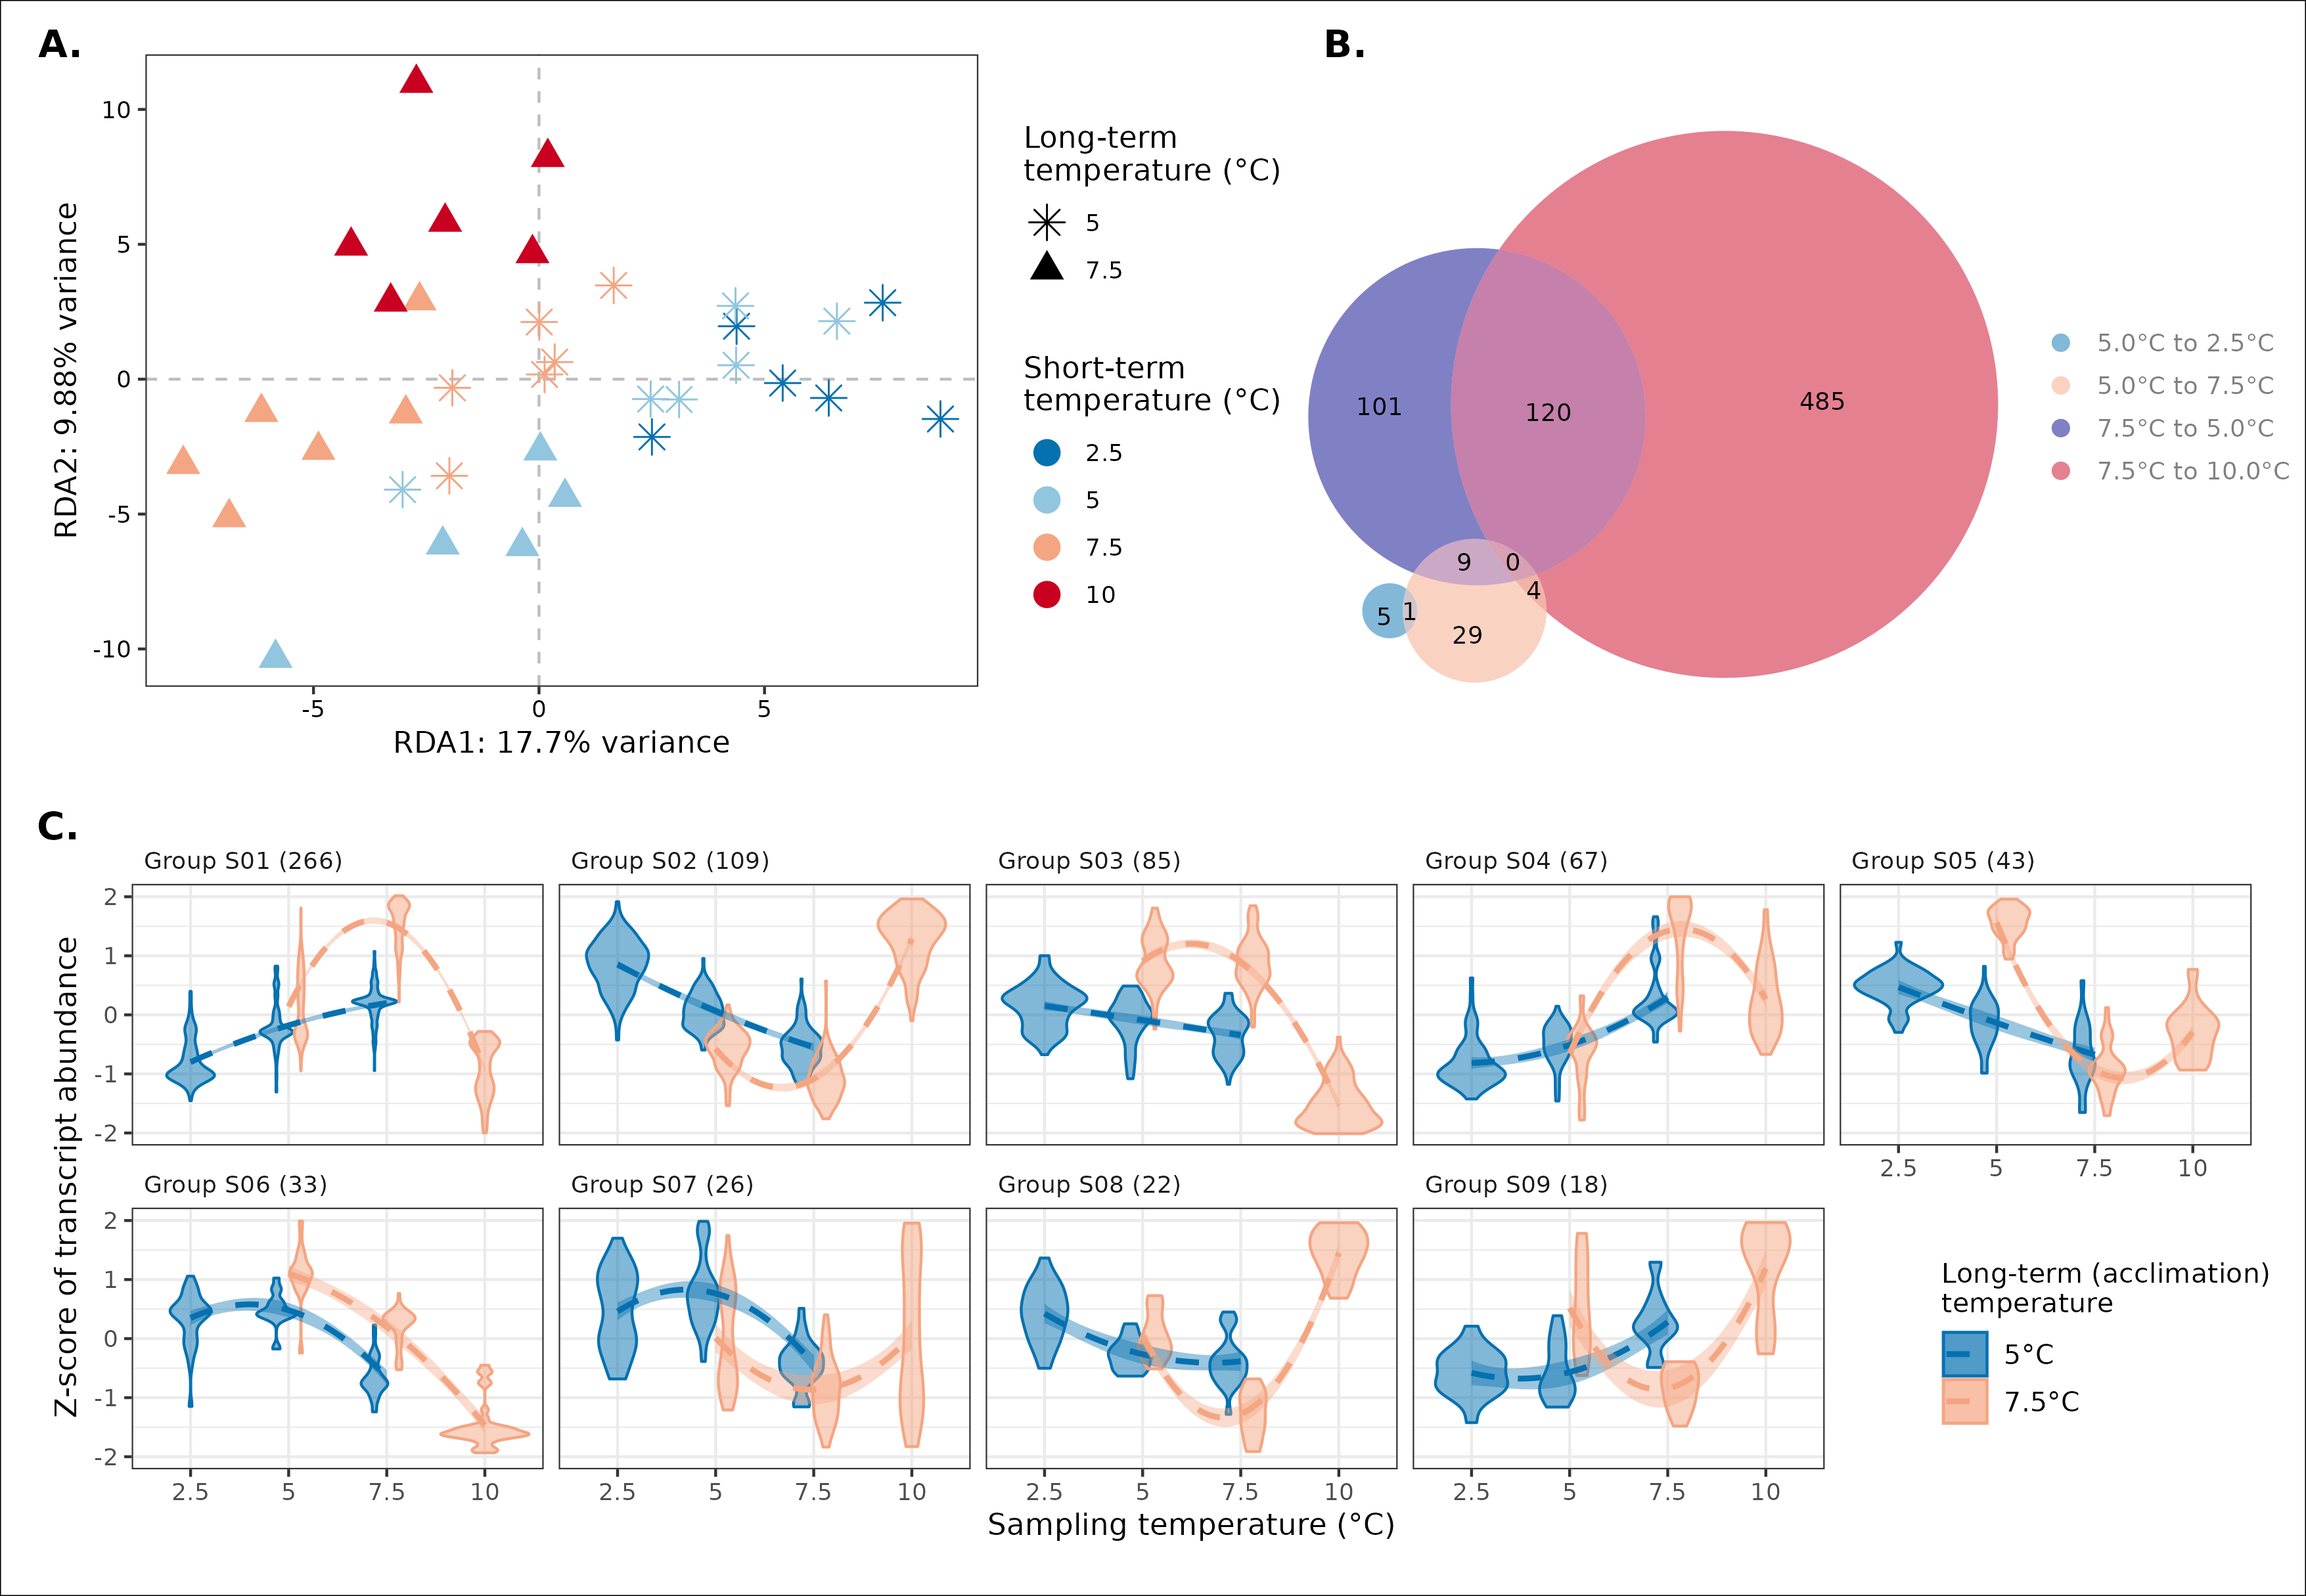 A.
10
5
0
-5
-10
RDA2: 9.88% variance
-5
0
5
RDA1: 17.7% variance
Long-term
temperature (°C)
5
7.5
Short-term
temperature (°C)
2.5
5
7.5
10
B.
101
120
485
9
0
4
5
1
29
5.0°C to 2.5°C
5.0°C to 7.5°C
7.5°C to 5.0°C
7.5°C to 10.0°C
C.
Z-score of transcript abundance
Group S01 (266)
Group S02 (109)
Group S03 (85)
Group S04 (67)
Group S05 (43)
2
1
0
-1
-2
2.5
5
7.5
10
Group S06 (33)
Group S07 (26)
Group S08 (22)
Group S09 (18)
2
1
0
-1
-2
2.5
5
7.5
10
2.5
5
7.5
10
2.5
5
7.5
10
2.5
5
7.5
10
Sampling temperature (°C)
Long-term (acclimation)
temperature
5°C
7.5°C